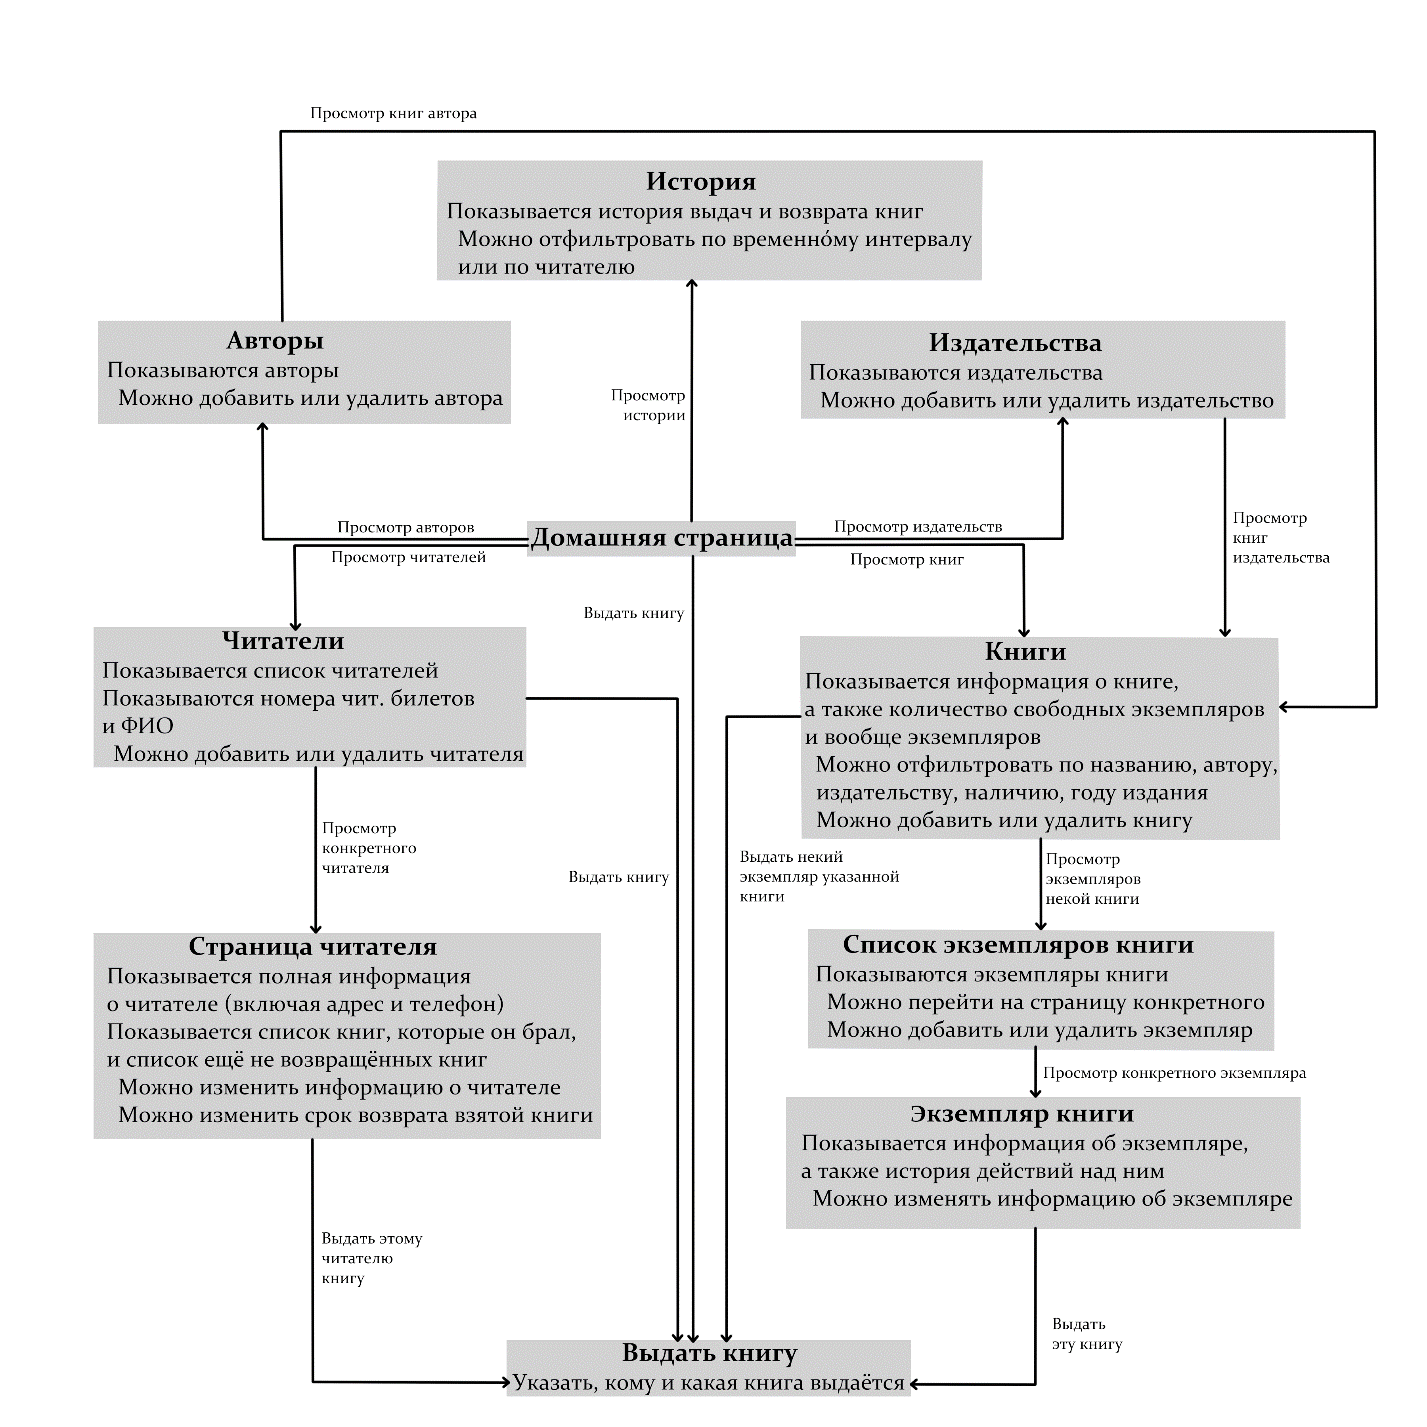 Просмотр книг автора
История
Показывается история выдач и возврата книг
Можно отфильтровать по временно́му интервалу
или по читателю
Авторы
Показываются авторы
Можно добавить или удалить автора
Издательства
Показываются издательства
Можно добавить или удалить издательство
Просмотр
истории
Просмотр авторов
Домашняя страница
Просмотр издательств
Просмотр читателей
Просмотр книг
Просмотр
книг
издательства
Выдать книгу
Читатели
Показывается список читателей
Показываются номера чит. билетов
и ФИО
Можно добавить или удалить читателя
Книги
Показывается информация о книге,
а также количество свободных экземпляров
и вообще экземпляров
Можно отфильтровать по названию, автору,
издательству, наличию, году издания
Можно добавить или удалить книгу
Просмотр
конкретного
читателя
Выдать книгу
Выдать некий
экземпляр указанной
книги
Просмотр
экземпляров
некой книги
Страница читателя
Показывается полная информация
о читателе (включая адрес и телефон)
Показывается список книг, которые он брал,
и список ещё не возвращённых книг
Можно изменить информацию о читателе
Можно изменить срок возврата взятой книги
Список экземпляров книги
Показываются экземпляры книги
Можно перейти на страницу конкретного
Можно добавить или удалить экземпляр
Просмотр конкретного экземпляра
Экземпляр книги
Показывается информация об экземпляре,
а также история действий над ним
Можно изменять информацию об экземпляре
Выдать этому
читателю
книгу
Выдать
эту книгу
Выдать книгу
Указать, кому и какая книга выдаётся